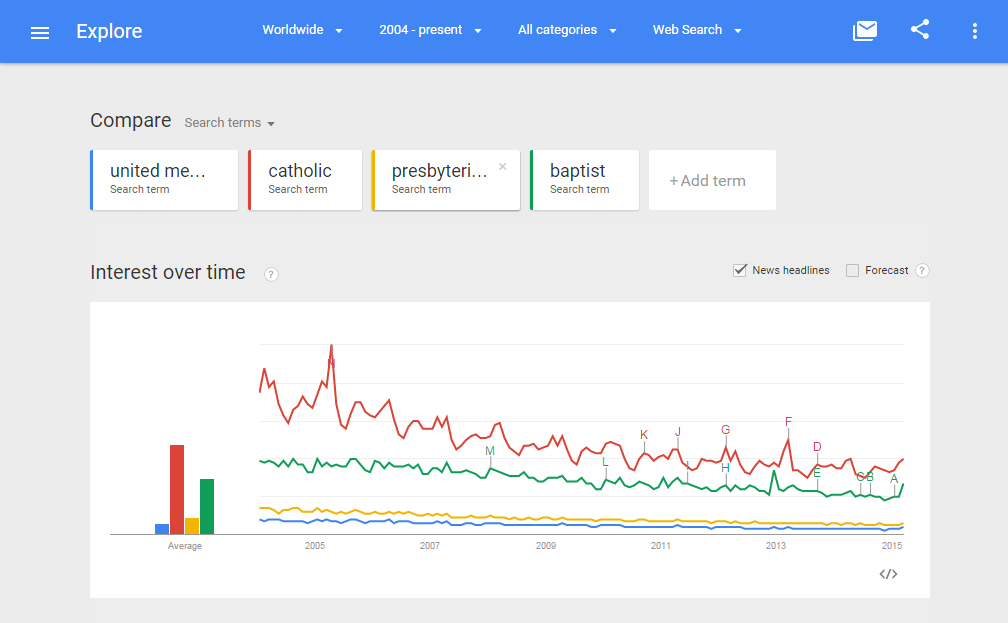 Explore Worldwide 2004 - present All categories Web Search
Compare Search terms
united me... catholic presbyteri... × baptist +Add term
Search term Search term Search term Search term
Interest over time ? News headlines Forecast ?
F
G
K J
D
M
L I H E C B A
Average 2005 2007 2009 2011 2013 2015
</>